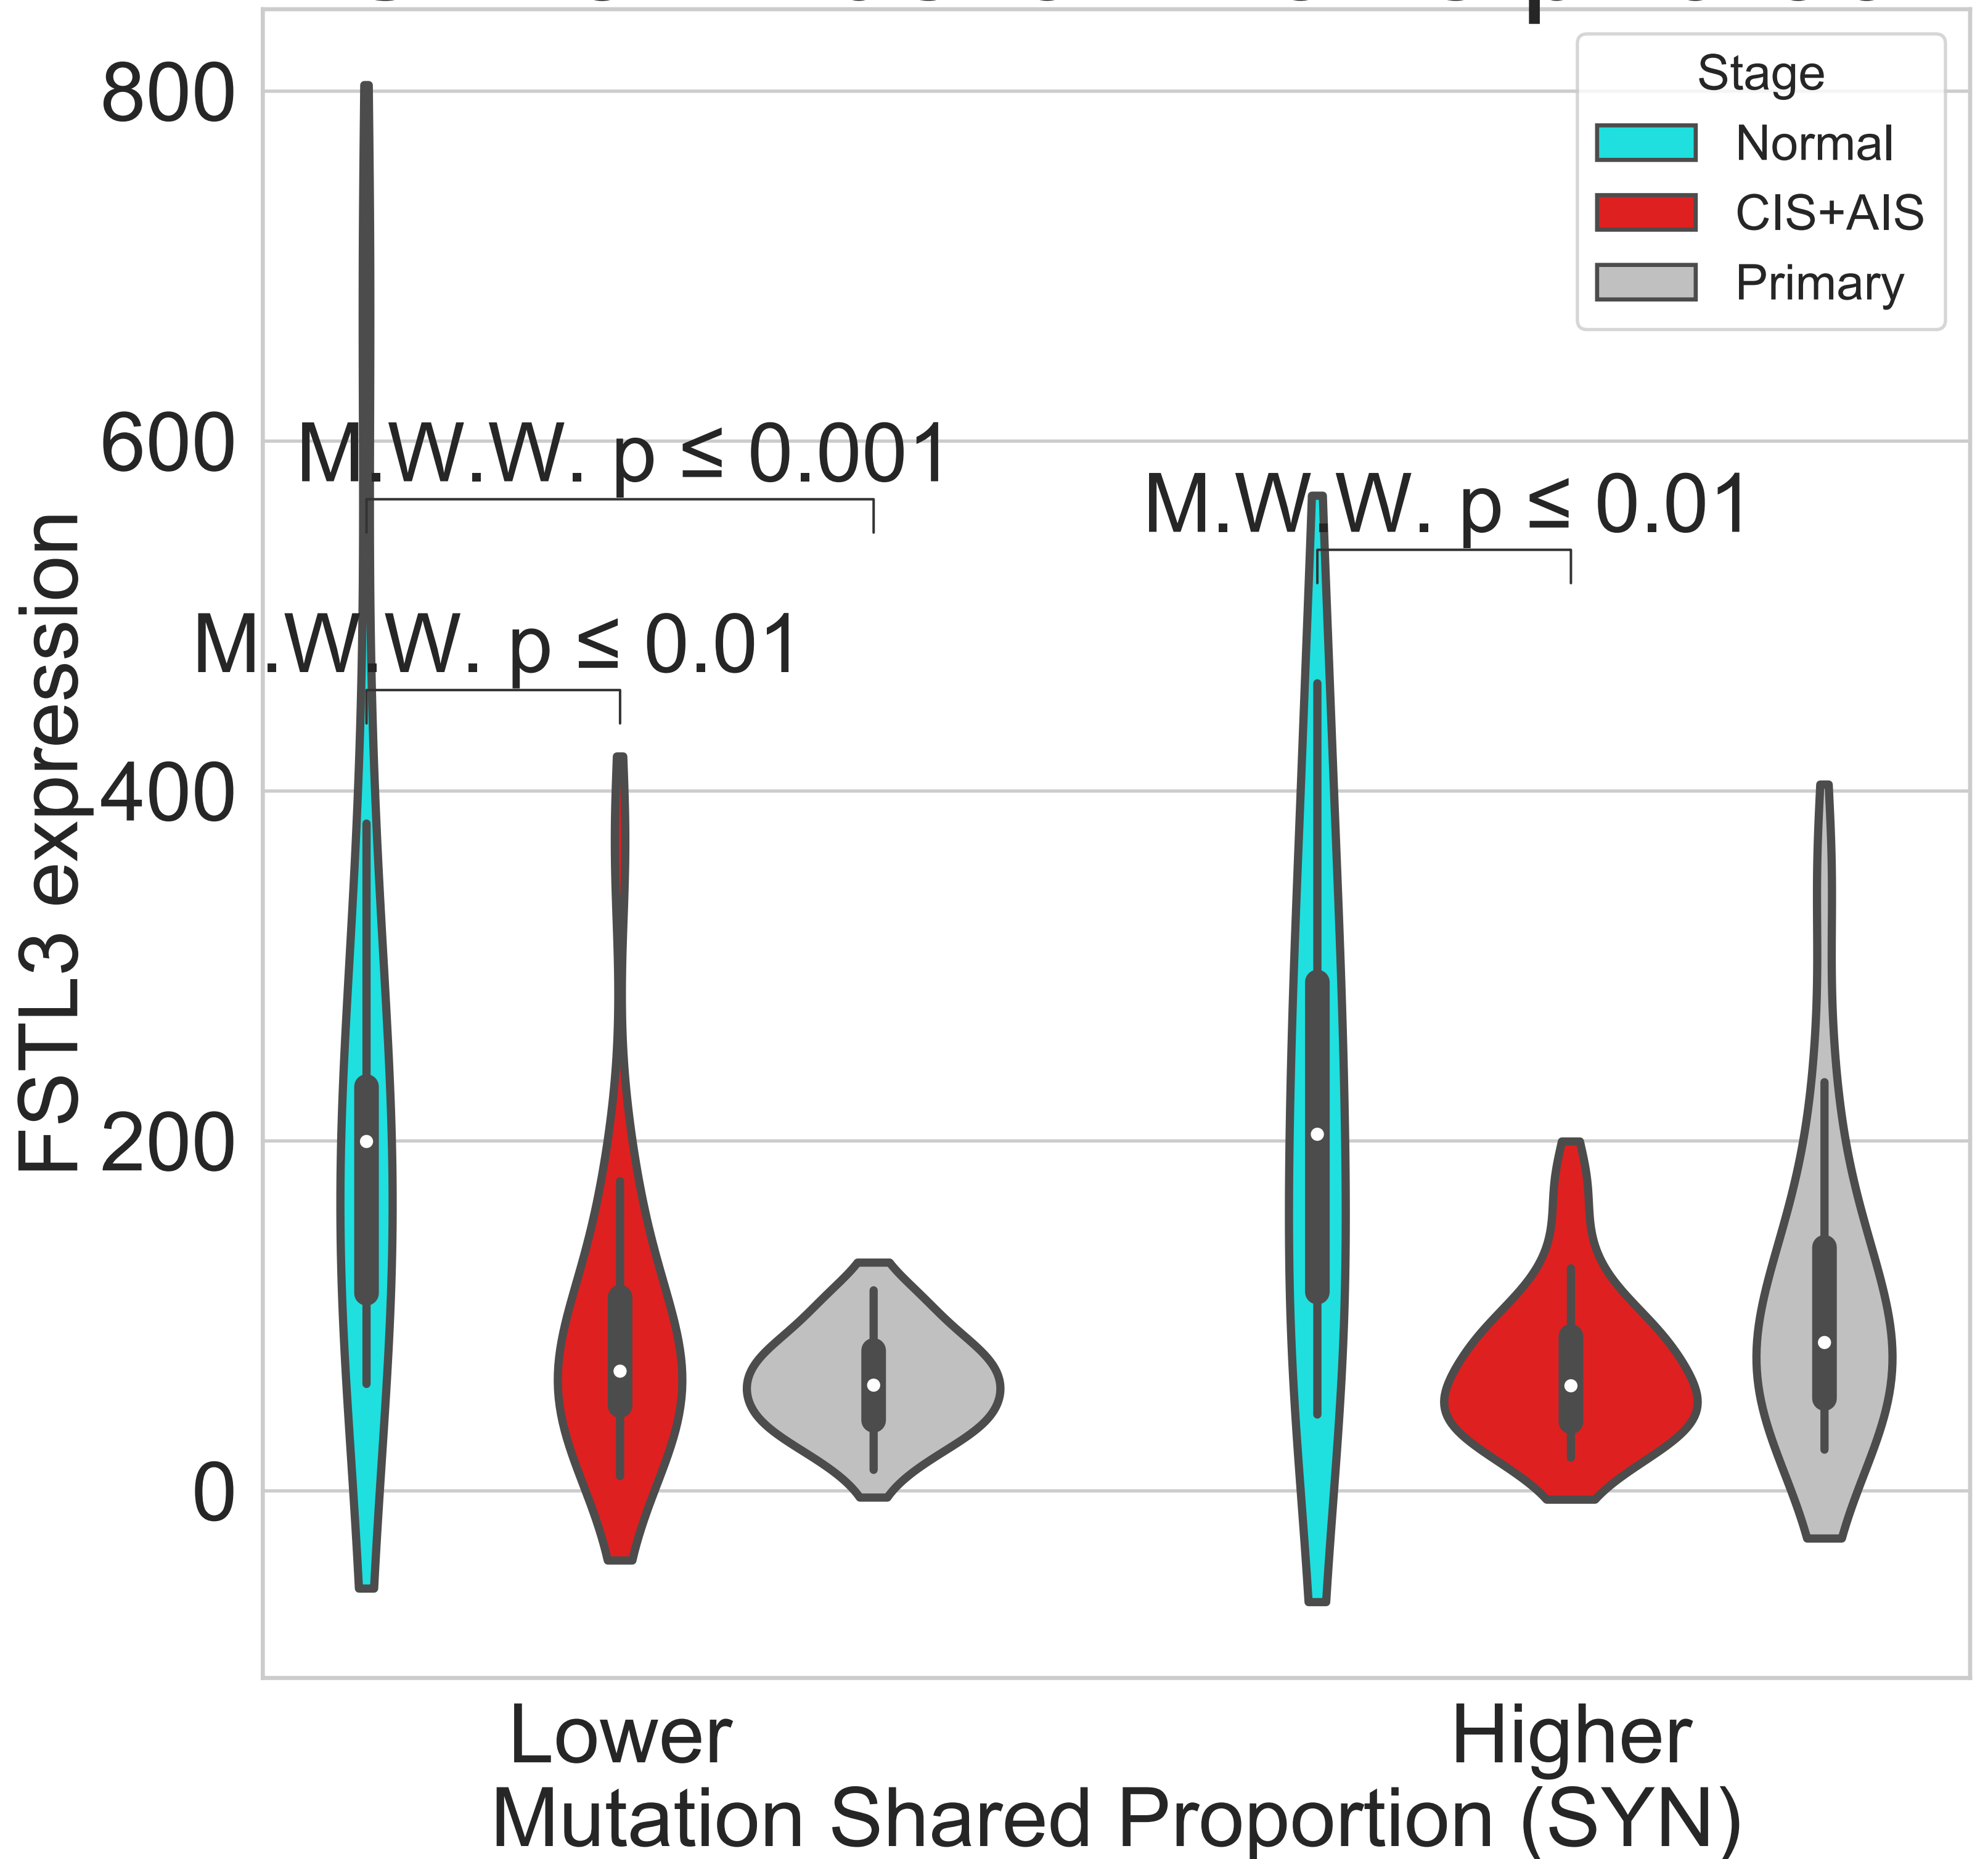 800
600
400
200
0
FSTL3 expression
Stage
Normal
CIS+AIS
Primary
M.W.W. p ≤ 0.001
M.W.W. p ≤ 0.01
M.W.W. p ≤ 0.01
Lower
Higher
Mutation Shared Proportion (SYN)